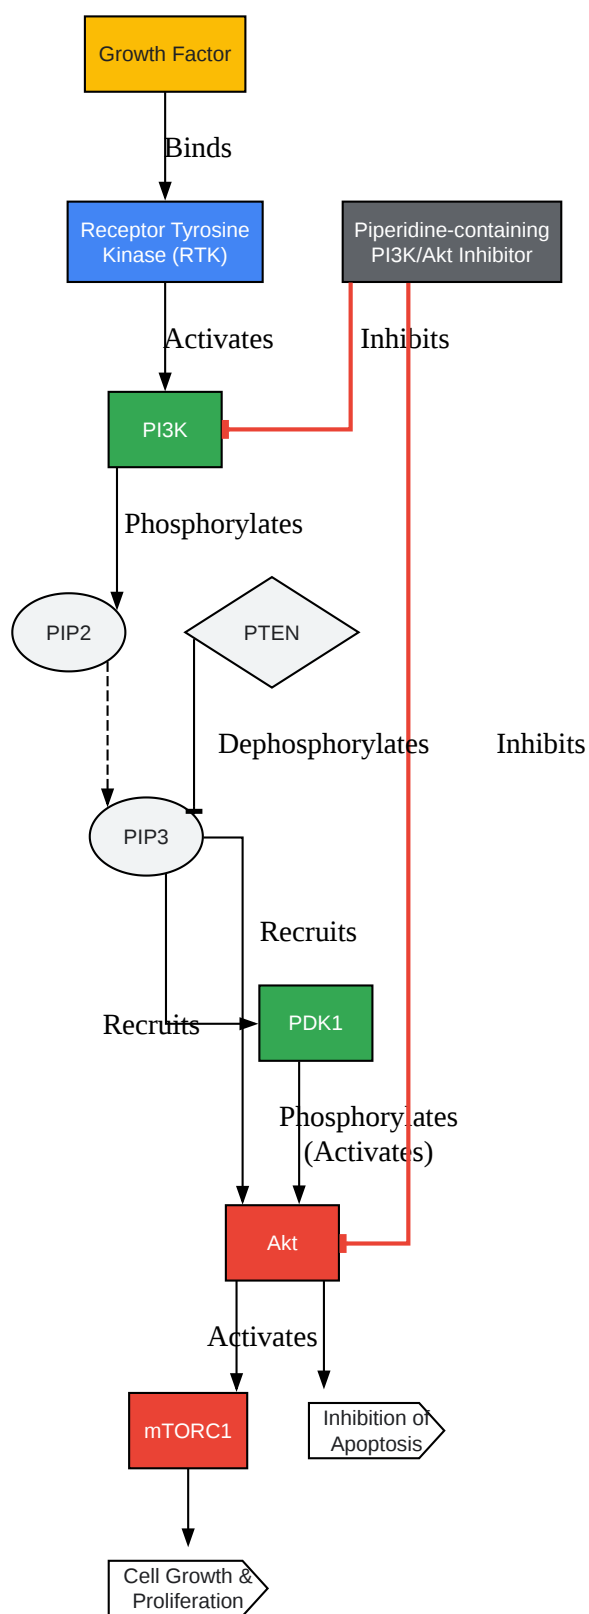 Growth Factor
Binds
Receptor Tyrosine
Kinase (RTK)
Piperidine-containing
PI3K/Akt Inhibitor
Activates
Inhibits
PI3K
Phosphorylates
PIP2
PTEN
Dephosphorylates
Inhibits
PIP3
Recruits
Recruits
PDK1
Phosphorylates
(Activates)
Akt
Activates
Inhibition of
Apoptosis
mTORC1
Cell Growth &
Proliferation